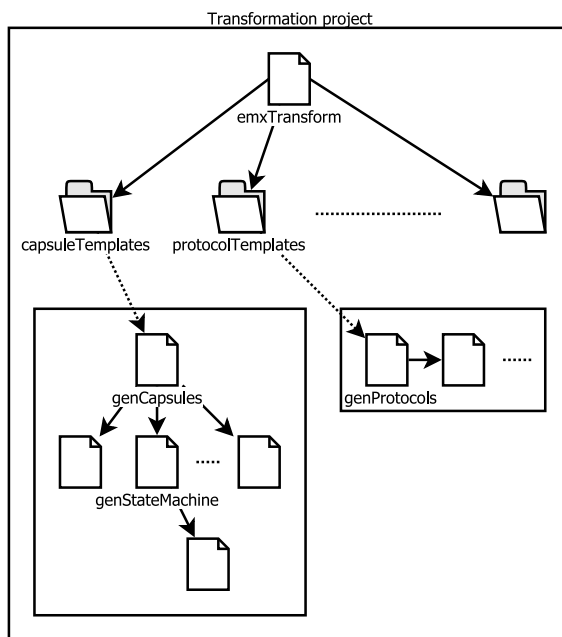 Transformation project
emxTransform
capsuleTemplates
protocolTemplates
genCapsules
genProtocols
genStateMachine